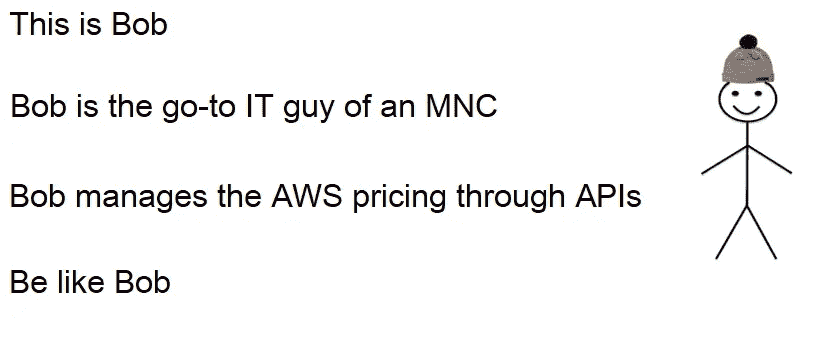 This is Bob
Bob is the go-to IT guy of an MNC
Bob manages the AWS pricing through APIs
Be like Bob